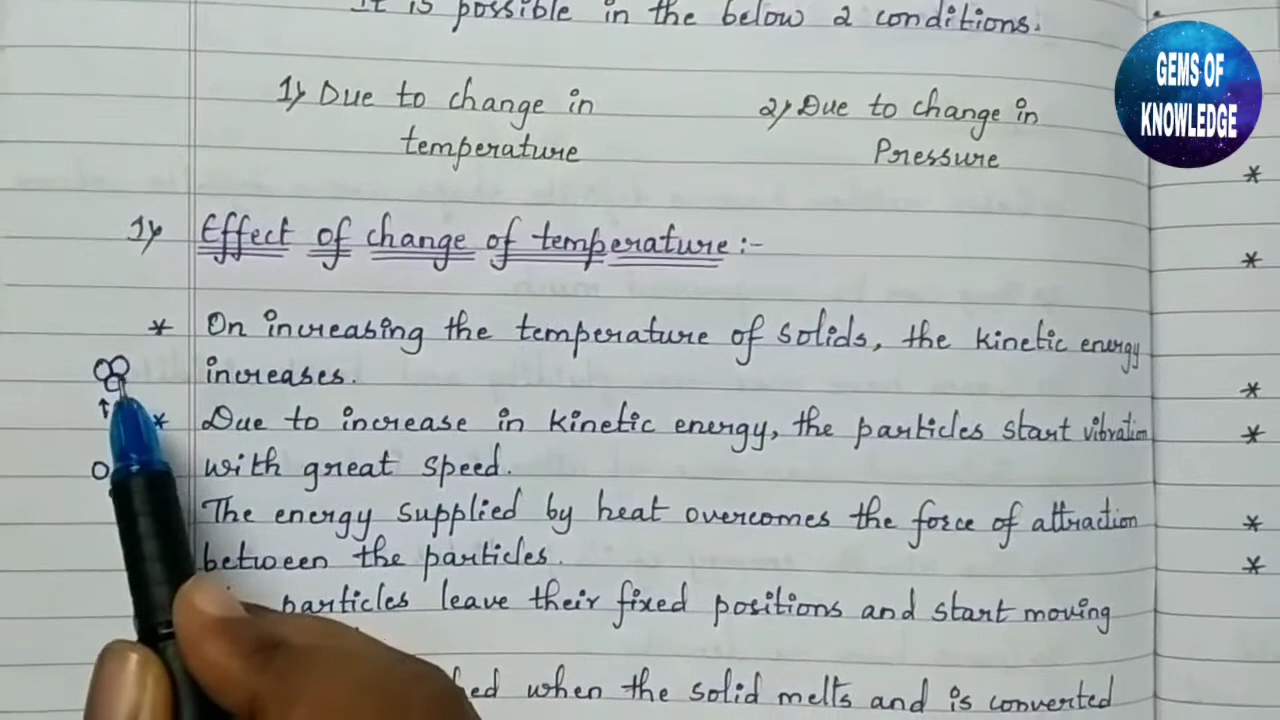 It is possible in the below 2 conditions.
1) Due to change in
temperature
2) Due to change in
Pressure
GEMS OF
KNOWLEDGE
*
1) Effect of change of temperature :-
*
* On increasing the temperature of solids, the kinetic energy
increases.
*
* Due to increase in kinetic energy, the particles start vibration
*
with great speed.
The energy supplied by heat overcomes the force of attraction
*
between the particles.
*
particles leave their fixed positions and start moving
when the solid melts and is converted